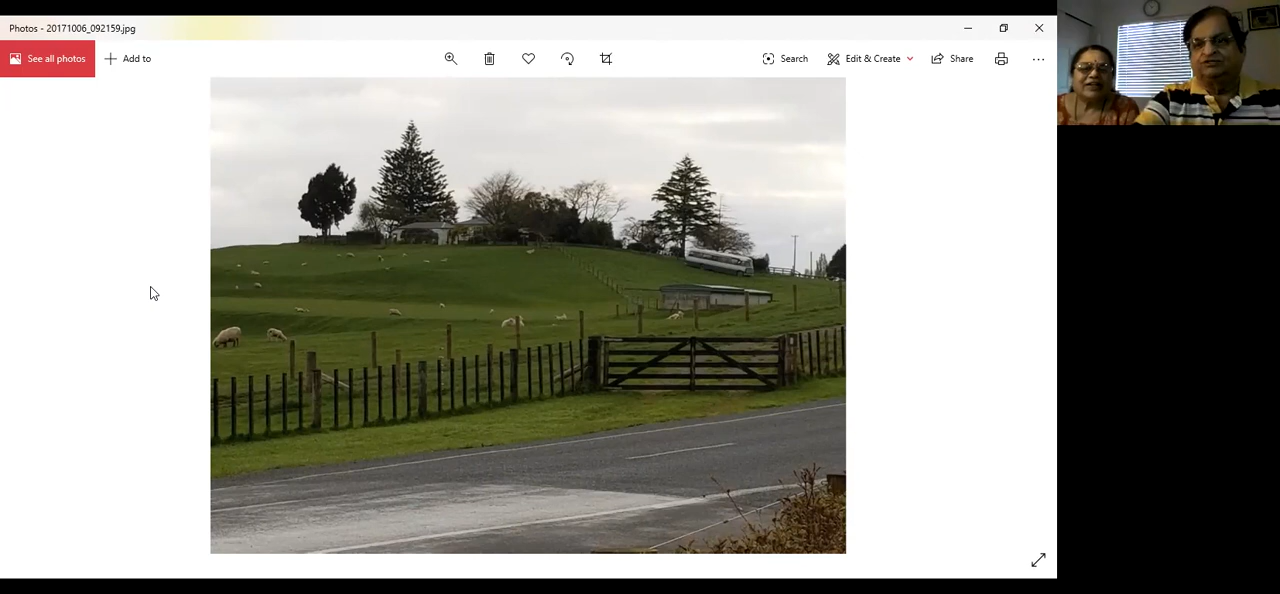 Photos - 20171006_092159.jpg
See all photos
Add to
Search
Edit & Create
Share